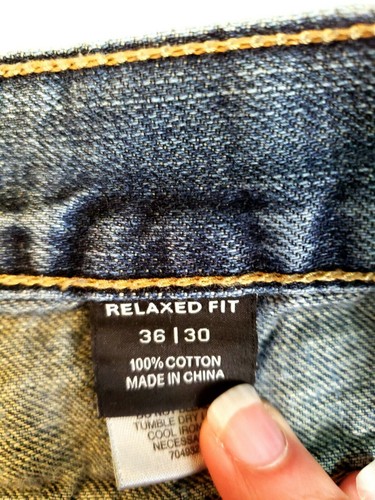 RELAXED FIT
36 | 30
100% COTTON
MADE IN CHINA
TUMBLE DRY
COOL IRON
NECESSA